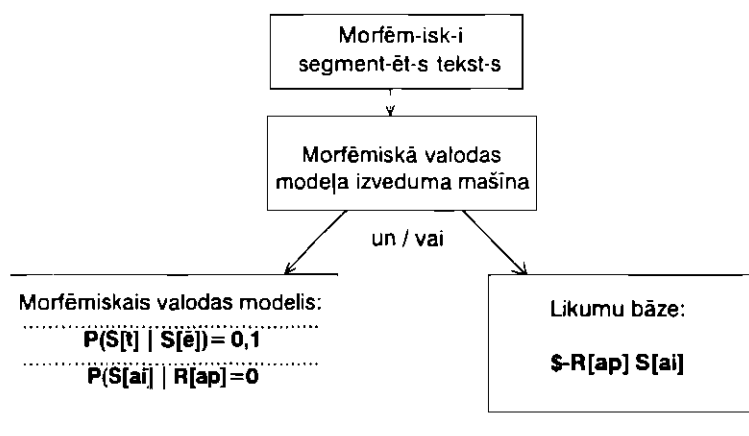 Morfēm-isk-i
segment-ēt-s tekst-s
Morfēmiskā valodas
modeļa izveduma mašīna
un / vai
Morfēmiskais valodas modelis:
P(S[t] | S[ē])= 0,1
P(S[ai] | R[ap]=0
Likumu bāze:
$-R[ap] S[ai]